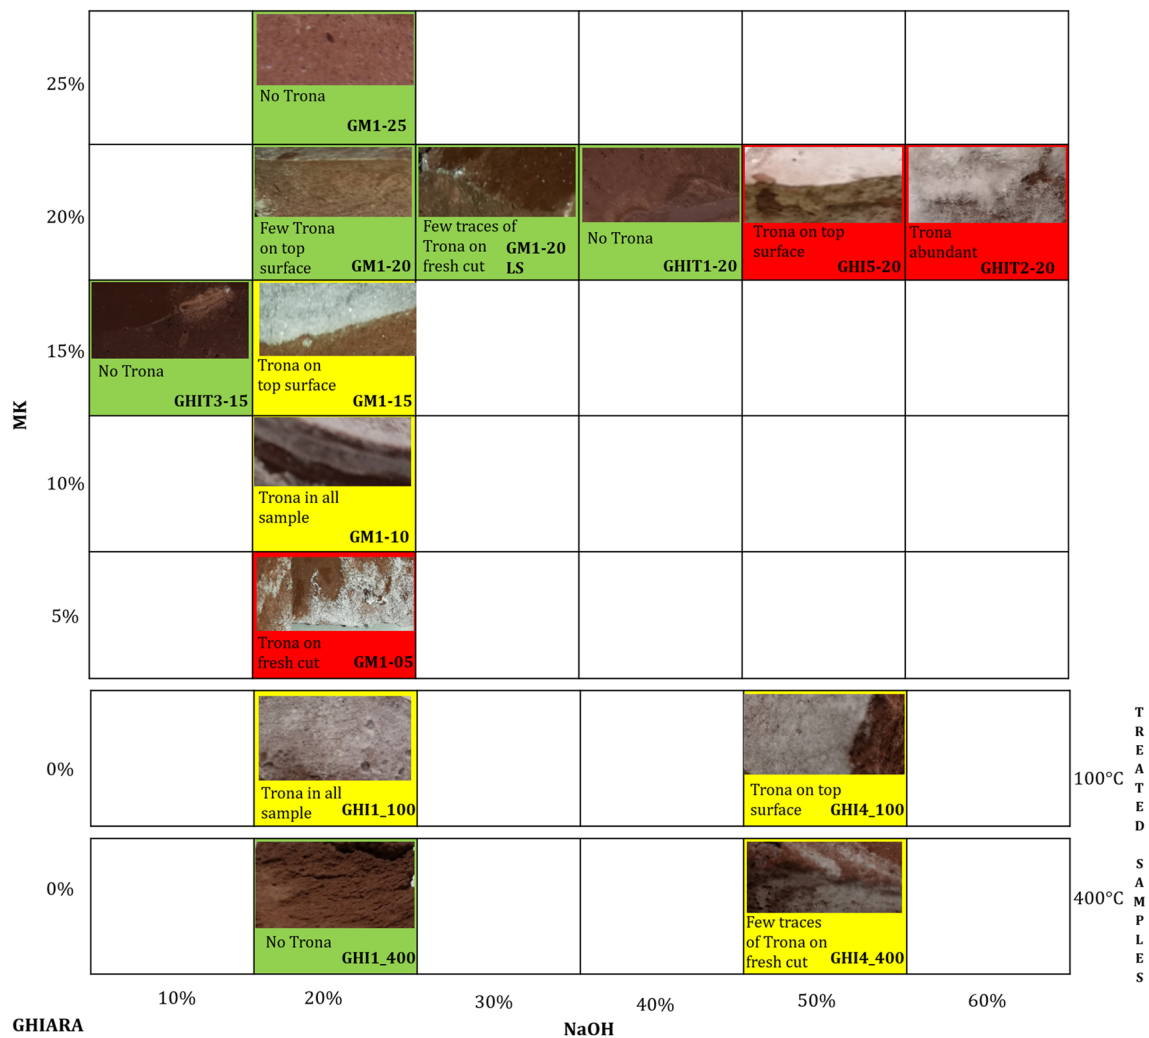 25%
No Trona
GM1-25
20%
Few Trona
on top
surface
GM1-20
Few traces of
Trona on
fresh cut
GM1-20
LS
No Trona
GHIT1-20
Trona on top
surface
GHI5-20
Trona
abundant
GHIT2-20
15%
No Trona
GHIT3-15
Trona on
top surface
GM1-15
MK
10%
Trona in all
sample
GM1-10
5%
Trona on
fresh cut
GM1-05
0%
Trona in all
sample
GHI1_100
Trona on top
surface
GHI4_100
100°C
0%
No Trona
GHI1_400
Few traces
of Trona on
fresh cut
GHI4_400
400°C
TREATED
SAMPLES
10%
20%
30%
40%
50%
60%
GHIARA
NaOH